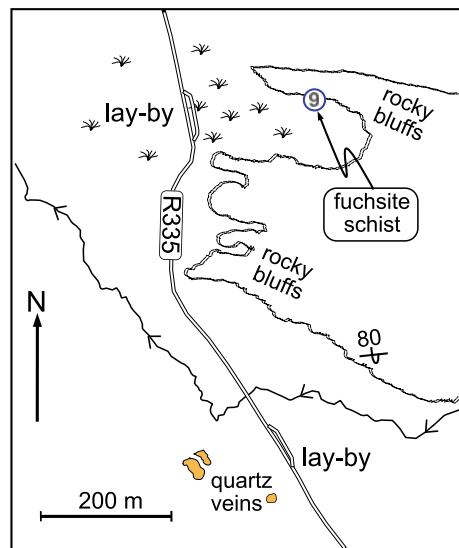 9
rocky
bluffs
lay-by
fuchsite
schist
R335
rocky
bluffs
N
80
lay-by
quartz
veins
200 m